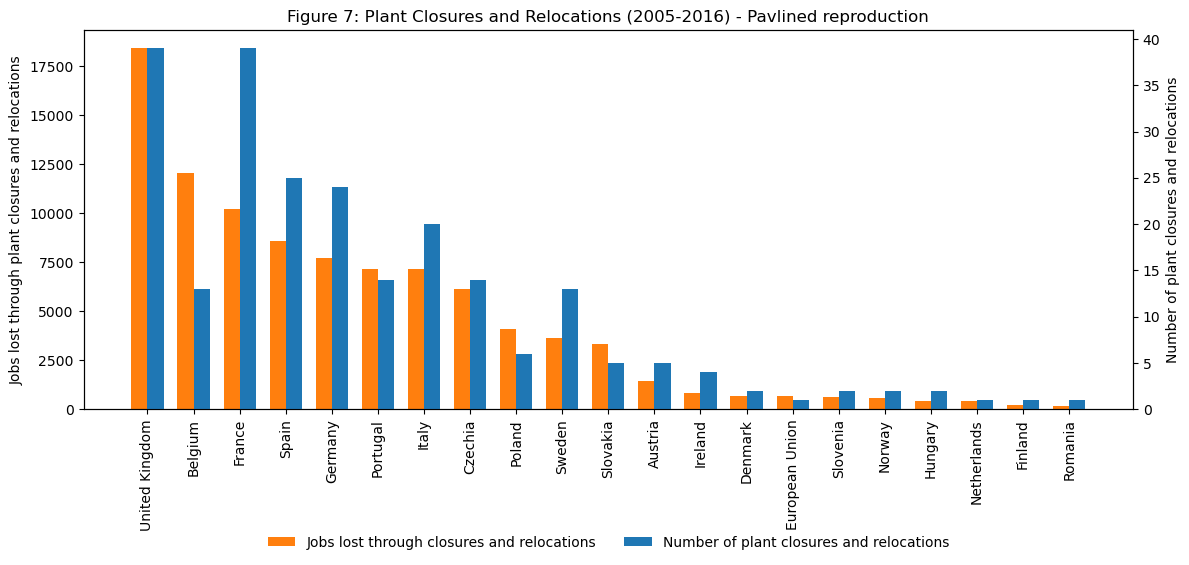 Figure 7: Plant Closures and Relocations (2005-2016) - Pavlined reproduction
Jobs lost through plant closures and relocations
17500
15000
12500
10000
7500
5000
2500
0
40
35
30
25
20
15
10
5
0
Number of plant closures and relocations
United Kingdom
Belgium
France
Spain
Germany
Portugal
Italy
Czechia
Poland
Sweden
Slovakia
Austria
Ireland
Denmark
European Union
Slovenia
Norway
Hungary
Netherlands
Finland
Romania
Jobs lost through closures and relocations
Number of plant closures and relocations